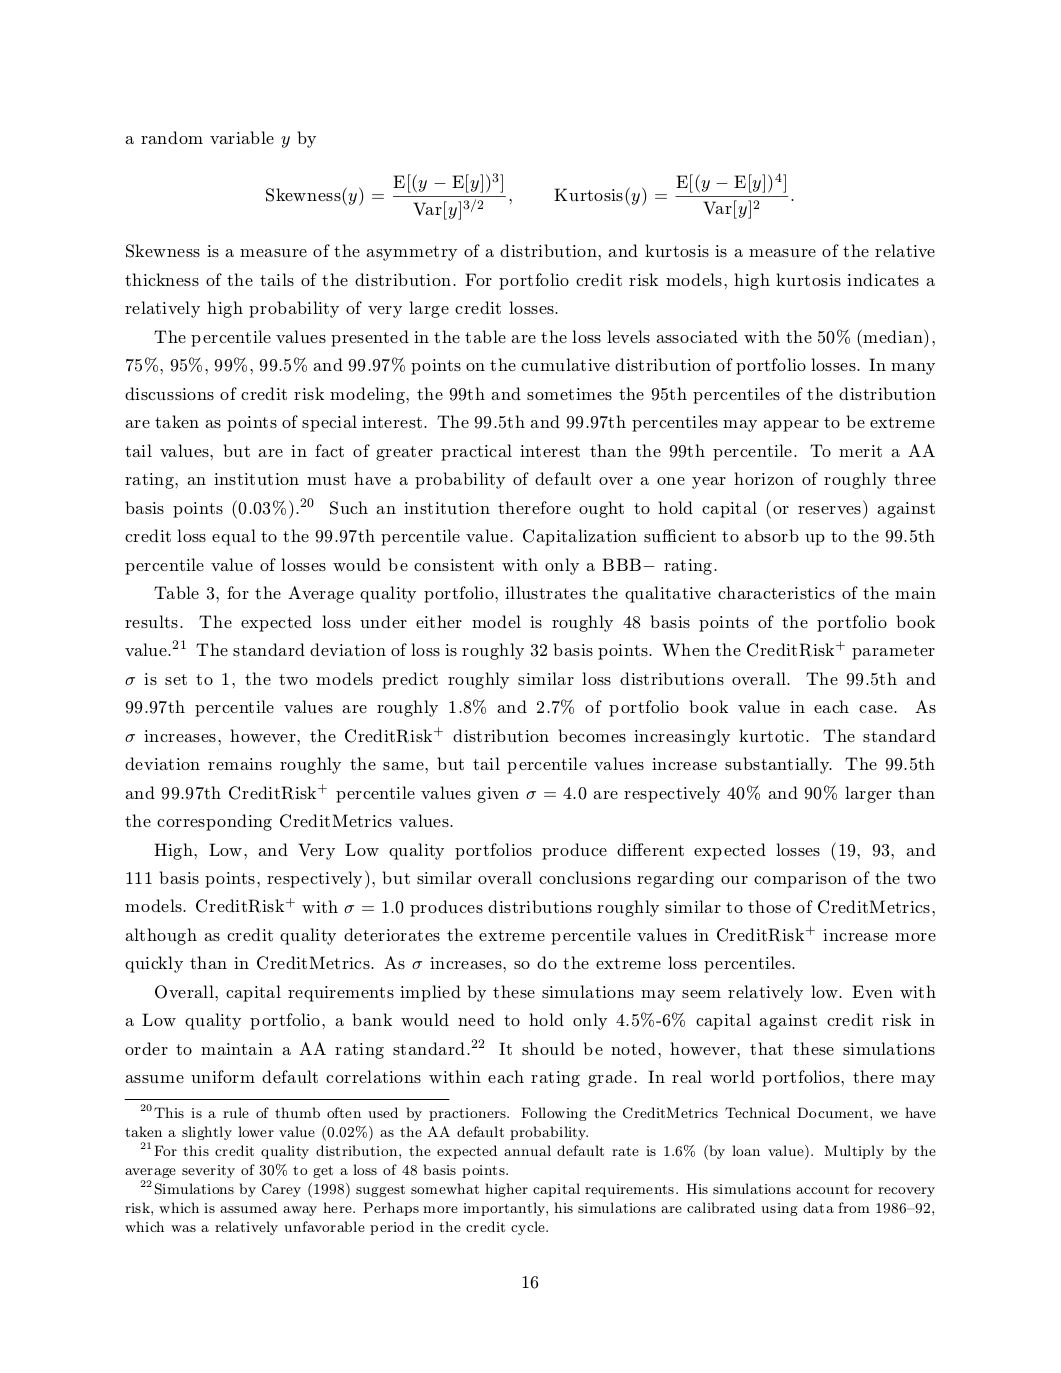 a random variable y by
Skewness(y) = E[(y − E[y])³] / Var[y]^{3/2},    Kurtosis(y) = E[(y − E[y])⁴] / Var[y]².
Skewness is a measure of the asymmetry of a distribution, and kurtosis is a measure of the relative
thickness of the tails of the distribution. For portfolio credit risk models, high kurtosis indicates a
relatively high probability of very large credit losses.
The percentile values presented in the table are the loss levels associated with the 50% (median),
75%, 95%, 99%, 99.5% and 99.97% points on the cumulative distribution of portfolio losses. In many
discussions of credit risk modeling, the 99th and sometimes the 95th percentiles of the distribution
are taken as points of special interest. The 99.5th and 99.97th percentiles may appear to be extreme
tail values, but are in fact of greater practical interest than the 99th percentile. To merit a AA
rating, an institution must have a probability of default over a one year horizon of roughly three
basis points (0.03%).²⁰ Such an institution therefore ought to hold capital (or reserves) against
credit loss equal to the 99.97th percentile value. Capitalization sufficient to absorb up to the 99.5th
percentile value of losses would be consistent with only a BBB− rating.
Table 3, for the Average quality portfolio, illustrates the qualitative characteristics of the main
results. The expected loss under either model is roughly 48 basis points of the portfolio book
value.²¹ The standard deviation of loss is roughly 32 basis points. When the CreditRisk⁺ parameter
σ is set to 1, the two models predict roughly similar loss distributions overall. The 99.5th and
99.97th percentile values are roughly 1.8% and 2.7% of portfolio book value in each case. As
σ increases, however, the CreditRisk⁺ distribution becomes increasingly kurtotic. The standard
deviation remains roughly the same, but tail percentile values increase substantially. The 99.5th
and 99.97th CreditRisk⁺ percentile values given σ = 4.0 are respectively 40% and 90% larger than
the corresponding CreditMetrics values.
High, Low, and Very Low quality portfolios produce different expected losses (19, 93, and
111 basis points, respectively), but similar overall conclusions regarding our comparison of the two
models. CreditRisk⁺ with σ = 1.0 produces distributions roughly similar to those of CreditMetrics,
although as credit quality deteriorates the extreme percentile values in CreditRisk⁺ increase more
quickly than in CreditMetrics. As σ increases, so do the extreme loss percentiles.
Overall, capital requirements implied by these simulations may seem relatively low. Even with
a Low quality portfolio, a bank would need to hold only 4.5%-6% capital against credit risk in
order to maintain a AA rating standard.²² It should be noted, however, that these simulations
assume uniform default correlations within each rating grade. In real world portfolios, there may
²⁰This is a rule of thumb often used by practioners. Following the CreditMetrics Technical Document, we have
taken a slightly lower value (0.02%) as the AA default probability.
²¹For this credit quality distribution, the expected annual default rate is 1.6% (by loan value). Multiply by the
average severity of 30% to get a loss of 48 basis points.
²²Simulations by Carey (1998) suggest somewhat higher capital requirements. His simulations account for recovery
risk, which is assumed away here. Perhaps more importantly, his simulations are calibrated using data from 1986–92,
which was a relatively unfavorable period in the credit cycle.
16